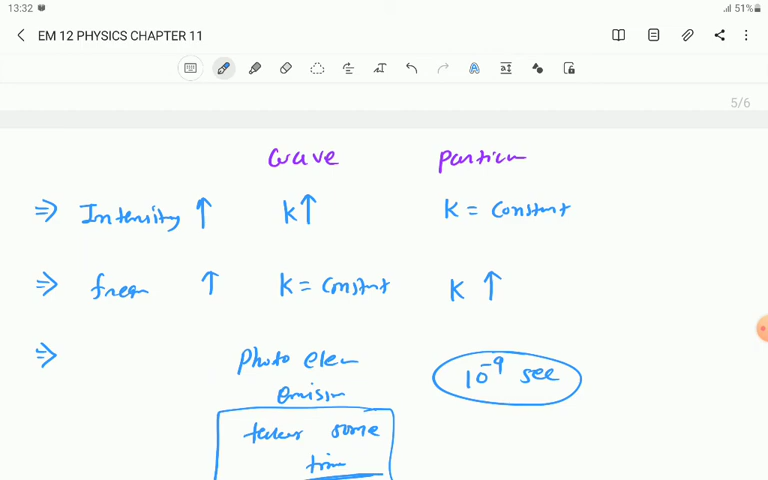 13:32 51%
EM 12 PHYSICS CHAPTER 11
5/6
wave particle
⇒ Intensity ↑ K↑ K = constant
⇒ freqn ↑ K = constant K ↑
⇒ photo elec
emission 10⁻⁹ sec
takes some
time